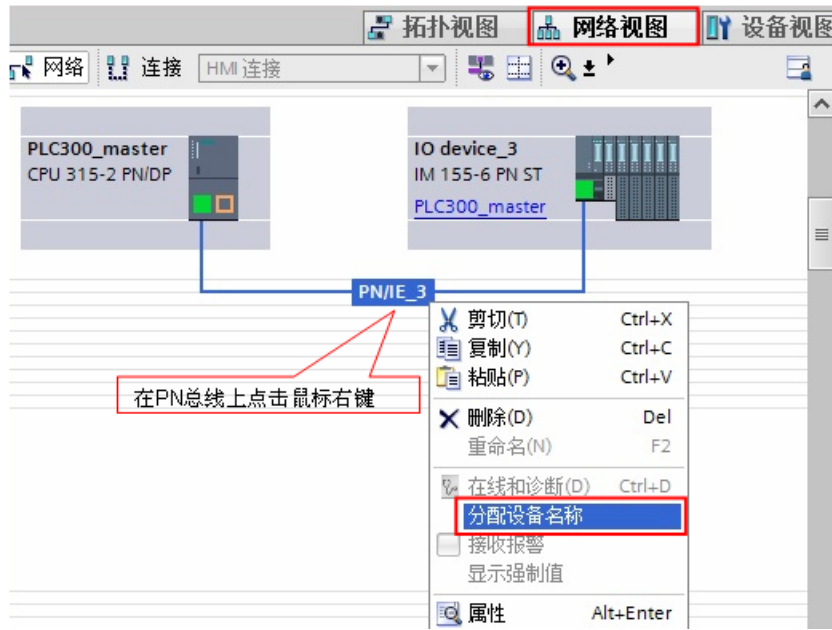 拓扑视图 网络视图 设备视图
网络 连接 HMI 连接
PLC300_master
CPU 315-2 PN/DP
IO device_3
IM 155-6 PN ST
PLC300_master
PN/IE_3
在PN总线上点击鼠标右键
剪切(T) Ctrl+X
复制(Y) Ctrl+C
粘贴(P) Ctrl+V
删除(D) Del
重命名(N) F2
在线和诊断(D) Ctrl+D
分配设备名称
接收报警
显示强制值
属性 Alt+Enter